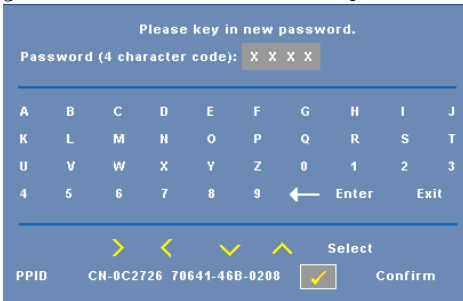 Please key in new password.
Password (4 character code): X X X X
A B C D E F G H I J
K L M N O P Q R S T
U V W X Y Z 0 1 2 3
4 5 6 7 8 9 ← Enter Exit
Select
PPID CN-0C2726 70641-46B-0208 ✓ Confirm